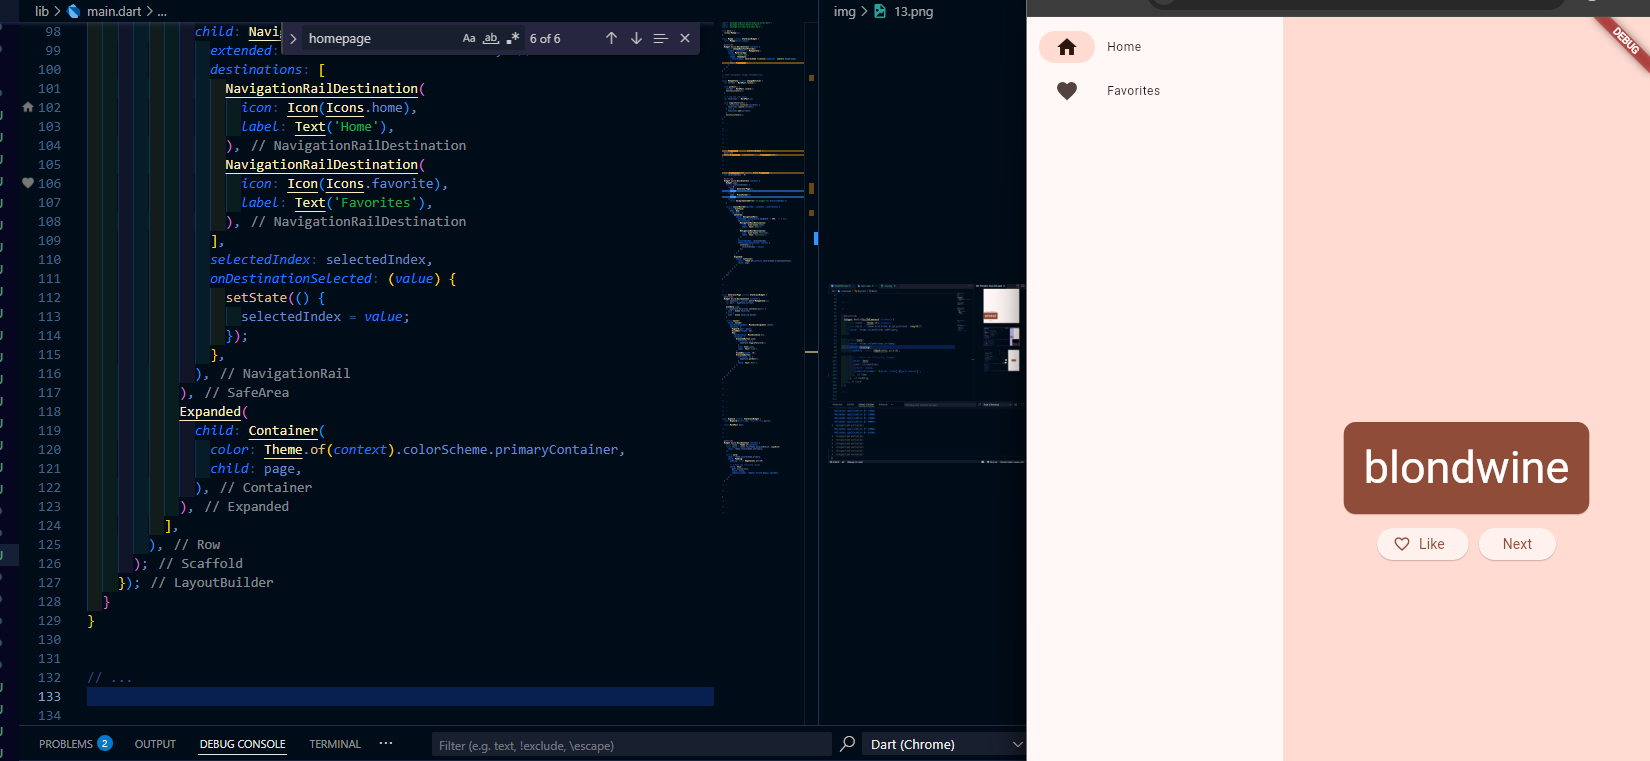 lib > main.dart > ...
homepage
Aa ab 6 of 6
98 child: Navi
99 extended:
100 destinations: [
101 NavigationRailDestination(
102 icon: Icon(Icons.home),
103 label: Text('Home'),
104 ), // NavigationRailDestination
105 NavigationRailDestination(
106 icon: Icon(Icons.favorite),
107 label: Text('Favorites'),
108 ), // NavigationRailDestination
109 ],
110 selectedIndex: selectedIndex,
111 onDestinationSelected: (value) {
112 setState(() {
113 selectedIndex = value;
114 });
115 },
116 ), // NavigationRail
117 ), // SafeArea
118 Expanded(
119 child: Container(
120 color: Theme.of(context).colorScheme.primaryContainer,
121 child: page,
122 ), // Container
123 ), // Expanded
124 ],
125 ), // Row
126 ); // Scaffold
127 }); // LayoutBuilder
128 }
129 }
130
131
132 // ...
133
134
PROBLEMS 2 OUTPUT DEBUG CONSOLE TERMINAL ...
Filter (e.g. text, !exclude, \escape)
Dart (Chrome)
img > 13.png
Home
Favorites
DEBUG
blondwine
Like
Next